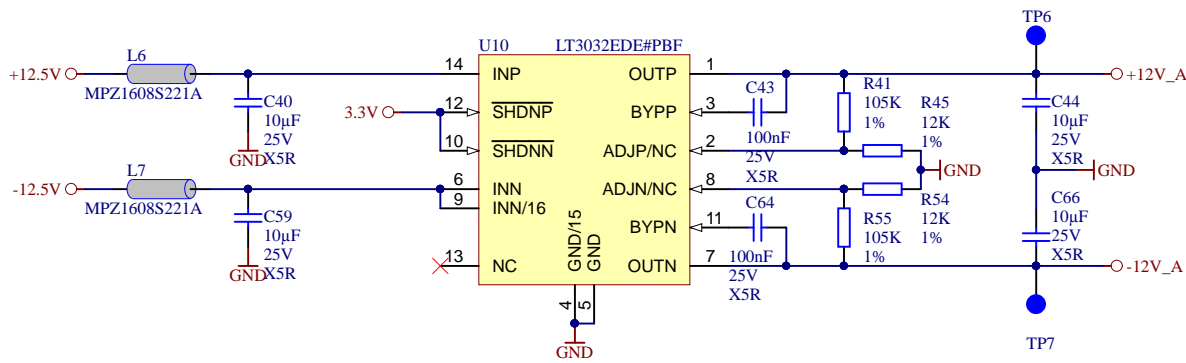 TP6
L6
U10
LT3032EDE#PBF
+12.5V
MPZ1608S221A
14
INP
OUTP
1
+12V_A
C40
10µF
25V
X5R
GND
3.3V
12
SHDNP
BYPP
3
C43
100nF
25V
X5R
R41
105K
1%
R45
12K
1%
C44
10µF
25V
X5R
10
SHDNN
ADJP/NC
2
GND
GND
L7
-12.5V
MPZ1608S221A
6
INN
ADJN/NC
8
9
INN/16
C59
10µF
25V
X5R
GND
C64
100nF
25V
X5R
BYPN
11
R55
105K
1%
R54
12K
1%
C66
10µF
25V
X5R
13
NC
GND/15
GND
OUTN
7
-12V_A
4
5
GND
TP7